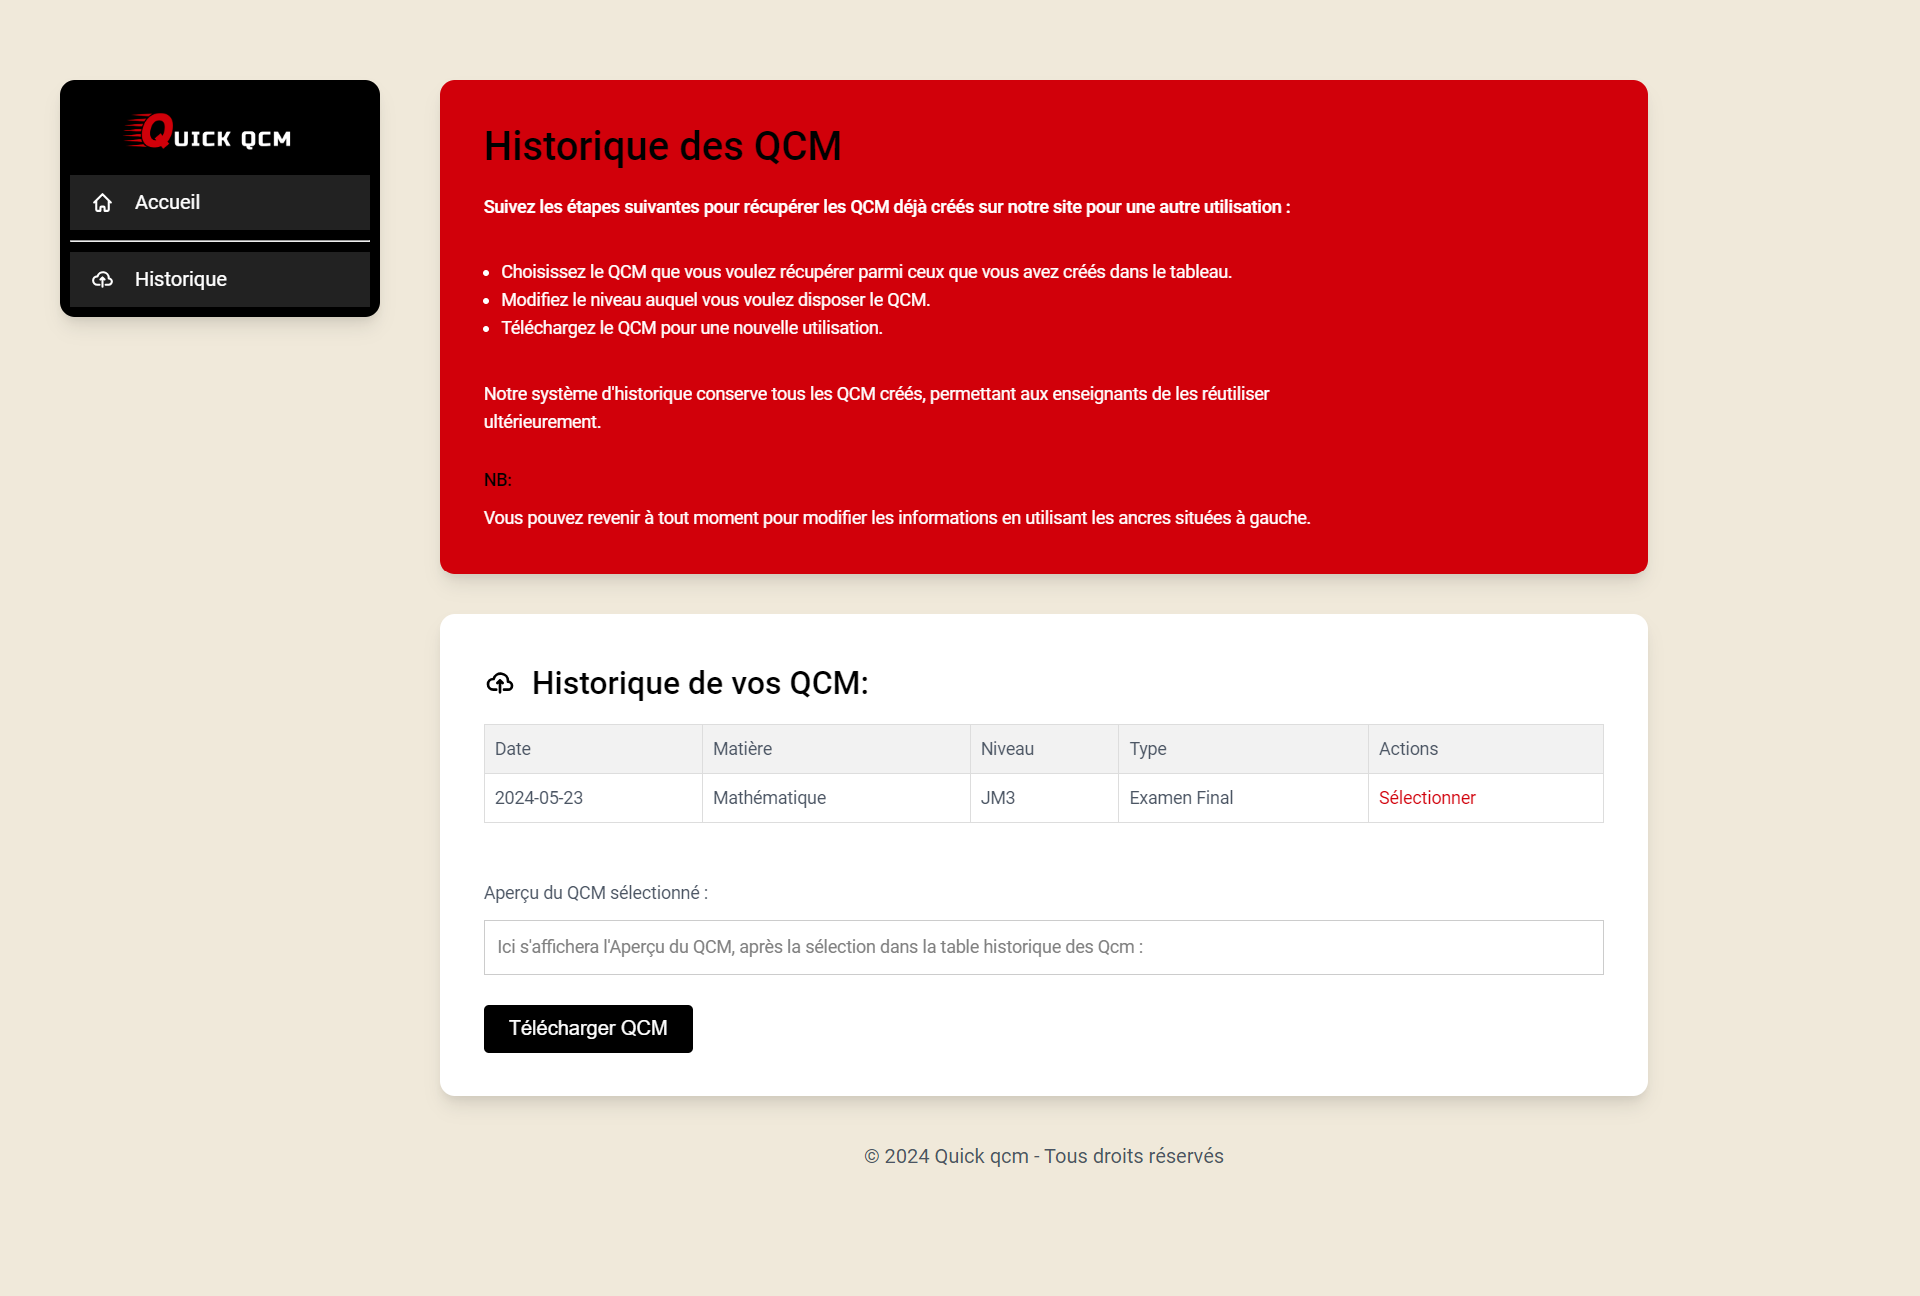 QUICK QCM
Accueil
Historique
Historique des QCM
Suivez les étapes suivantes pour récupérer les QCM déjà créés sur notre site pour une autre utilisation :
• Choisissez le QCM que vous voulez récupérer parmi ceux que vous avez créés dans le tableau.
• Modifiez le niveau auquel vous voulez disposer le QCM.
• Téléchargez le QCM pour une nouvelle utilisation.
Notre système d'historique conserve tous les QCM créés, permettant aux enseignants de les réutiliser
ultérieurement.
NB:
Vous pouvez revenir à tout moment pour modifier les informations en utilisant les ancres situées à gauche.
Historique de vos QCM:
Date Matière Niveau Type Actions
2024-05-23 Mathématique JM3 Examen Final Sélectionner
Aperçu du QCM sélectionné :
Ici s'affichera l'Aperçu du QCM, après la sélection dans la table historique des Qcm :
Télécharger QCM
© 2024 Quick qcm - Tous droits réservés